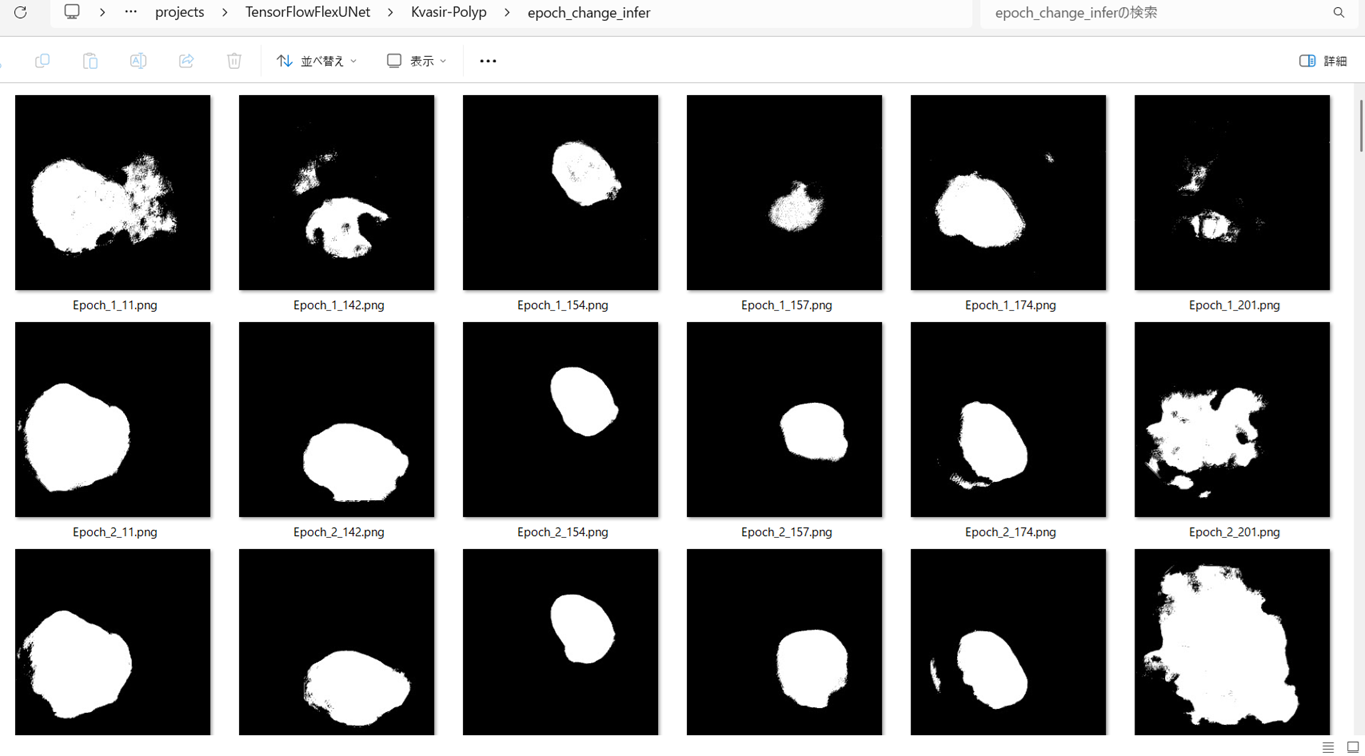 projects > TensorFlowFlexUNet > Kvasir-Polyp > epoch_change_infer
epoch_change_inferの検索
並べ替え 表示 詳細
Epoch_1_11.png Epoch_1_142.png Epoch_1_154.png Epoch_1_157.png Epoch_1_174.png Epoch_1_201.png
Epoch_2_11.png Epoch_2_142.png Epoch_2_154.png Epoch_2_157.png Epoch_2_174.png Epoch_2_201.png